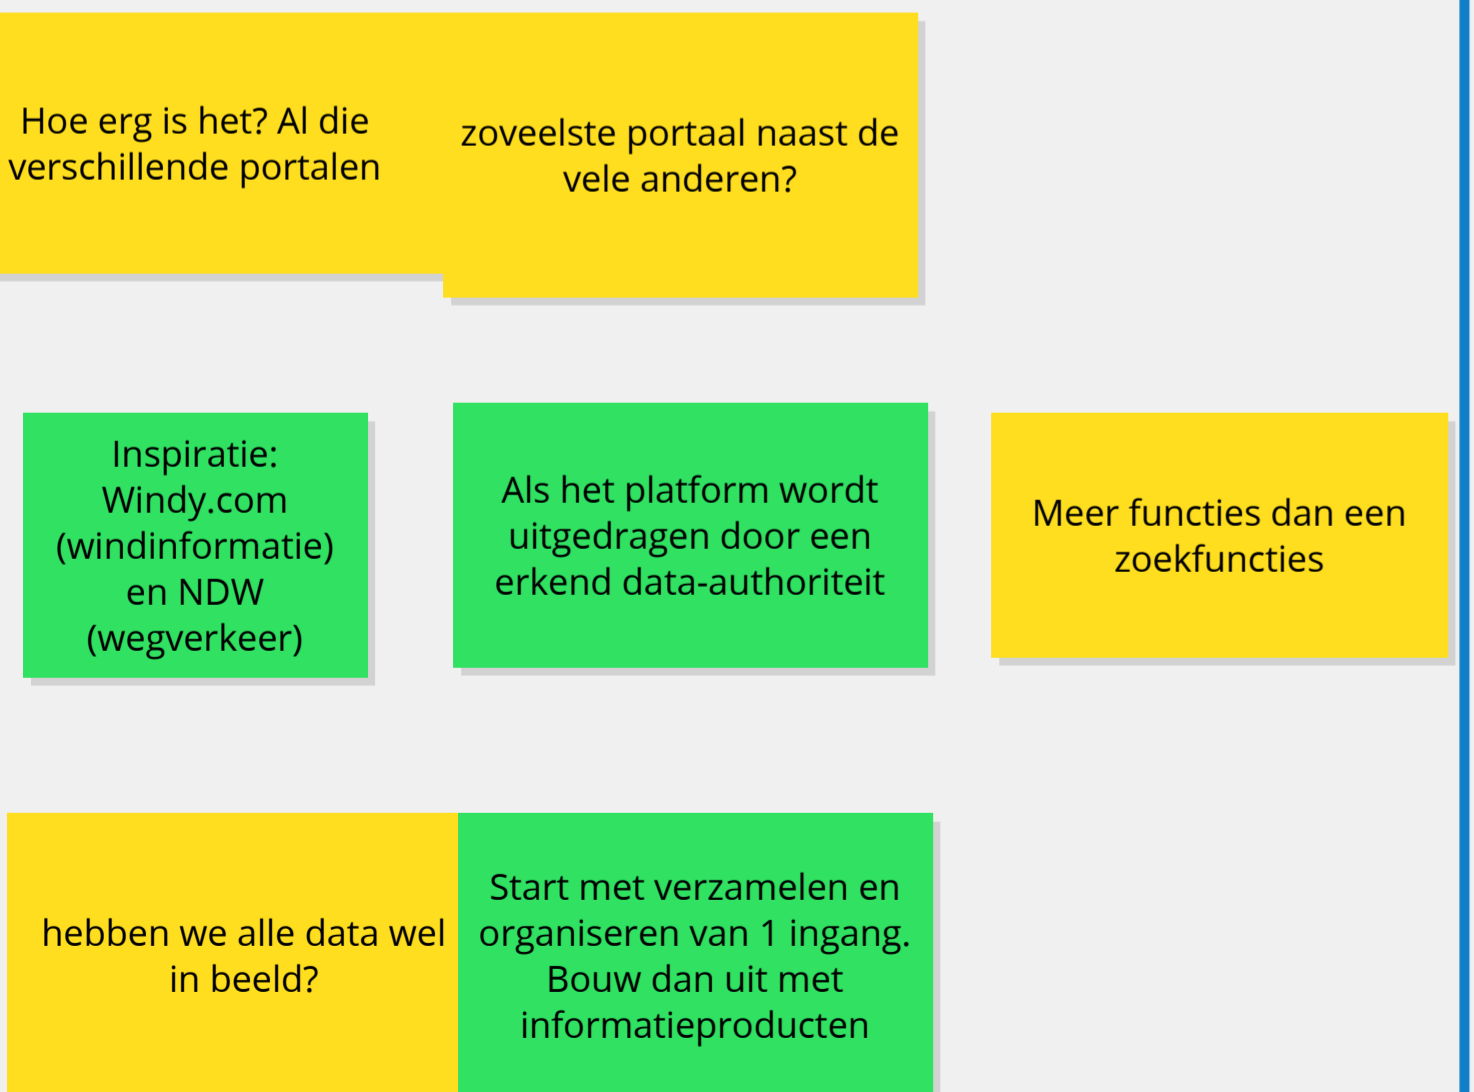 Hoe erg is het? Al die
verschillende portalen
zoveelste portaal naast de
vele anderen?
Inspiratie:
Windy.com
(windinformatie)
en NDW
(wegverkeer)
Als het platform wordt
uitgedragen door een
erkend data-authoriteit
Meer functies dan een
zoekfuncties
hebben we alle data wel
in beeld?
Start met verzamelen en
organiseren van 1 ingang.
Bouw dan uit met
informatieproducten